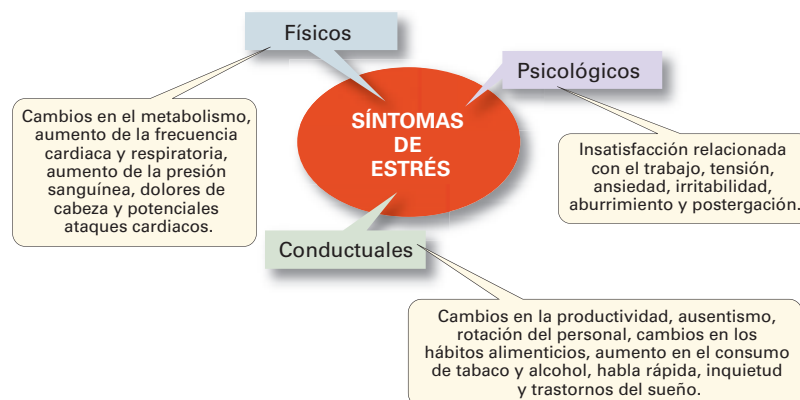 Físicos
Psicológicos
SÍNTOMAS
DE
ESTRÉS
Cambios en el metabolismo,
aumento de la frecuencia
cardiaca y respiratoria,
aumento de la presión
sanguínea, dolores de
cabeza y potenciales
ataques cardiacos.
Insatisfacción relacionada
con el trabajo, tensión,
ansiedad, irritabilidad,
aburrimiento y postergación.
Conductuales
Cambios en la productividad, ausentismo,
rotación del personal, cambios en los
hábitos alimenticios, aumento en el consumo
de tabaco y alcohol, habla rápida, inquietud
y trastornos del sueño.